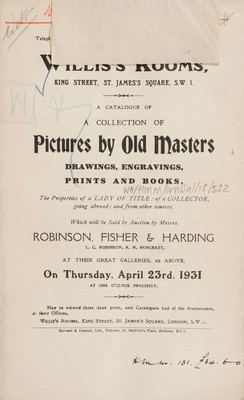 Teleph
WILLIS'S ROOMS,
KING STREET, ST. JAMES'S SQUARE, S.W. 1.
A CATALOGUE OF
A COLLECTION OF
Pictures by Old Masters
DRAWINGS, ENGRAVINGS,
PRINTS AND BOOKS,
The Properties of a LADY OF TITLE: of a COLLECTOR,
going abroad: and from other sources.
Which will be Sold by Auction by Messrs.
ROBINSON, FISHER & HARDING
L. C. ROBINSON,
AT THEIR GREAT GALLERIES, AS ABOVE,
On Thursday, April 23rd, 1931
AT ONE O'CLOCK PRECISELY.
May be viewed three days prior, and Catalogues had of the Auctioneers,
at their Offices,
WILLIS'S ROOMS, KING STREET, ST. JAMES'S SQUARE, LONDON, S.W. 1.